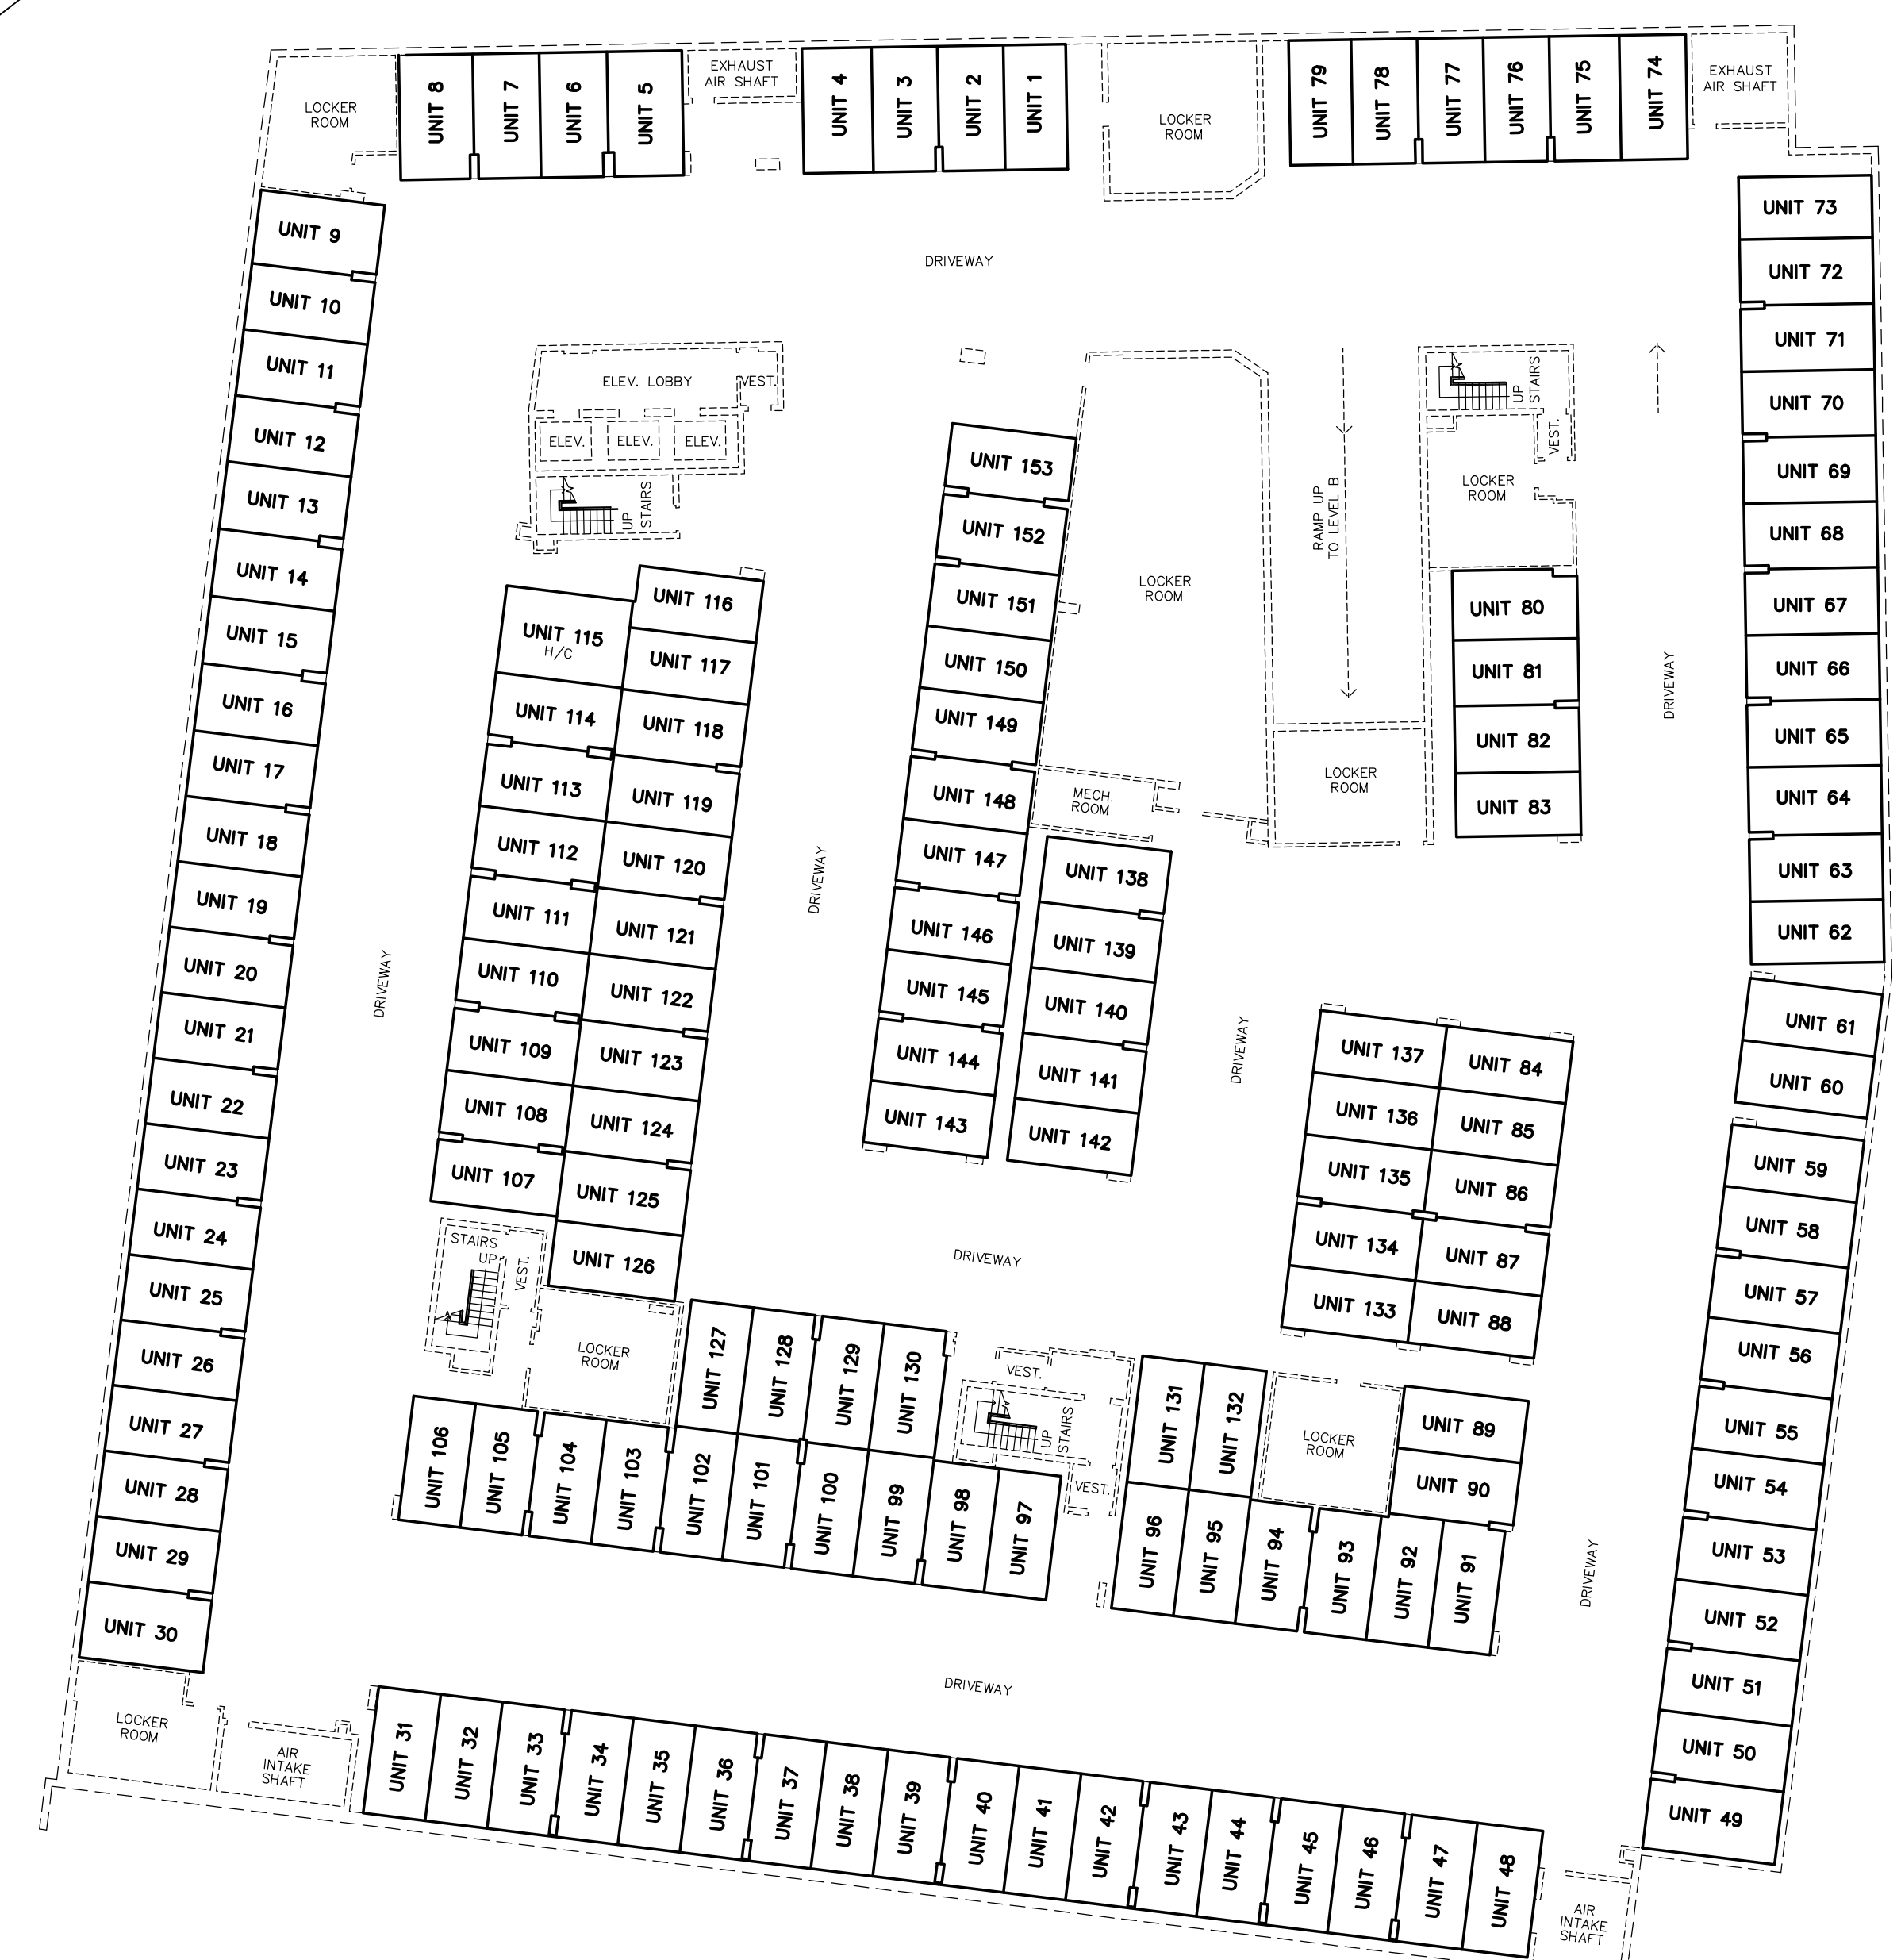 LOCKER
ROOM
UNIT 8
UNIT 7
UNIT 6
UNIT 5
EXHAUST
AIR SHAFT
UNIT 4
UNIT 3
UNIT 2
UNIT 1
LOCKER
ROOM
UNIT 79
UNIT 78
UNIT 77
UNIT 76
UNIT 75
UNIT 74
EXHAUST
AIR SHAFT
UNIT 9
UNIT 10
UNIT 11
UNIT 12
UNIT 13
UNIT 14
UNIT 15
UNIT 16
UNIT 17
UNIT 18
UNIT 19
UNIT 20
UNIT 21
UNIT 22
UNIT 23
UNIT 24
UNIT 25
UNIT 26
UNIT 27
UNIT 28
UNIT 29
UNIT 30
DRIVEWAY
ELEV. LOBBY
VEST.
ELEV.
ELEV.
ELEV.
UP
STAIRS
UNIT 116
UNIT 115
H/C
UNIT 117
UNIT 114
UNIT 118
UNIT 113
UNIT 119
UNIT 112
UNIT 120
UNIT 111
UNIT 121
UNIT 110
UNIT 122
UNIT 109
UNIT 123
UNIT 108
UNIT 124
UNIT 107
UNIT 125
UNIT 126
DRIVEWAY
DRIVEWAY
UNIT 153
UNIT 152
UNIT 151
UNIT 150
UNIT 149
UNIT 148
UNIT 147
UNIT 146
UNIT 145
UNIT 144
UNIT 143
LOCKER
ROOM
MECH.
ROOM
UNIT 138
UNIT 139
UNIT 140
UNIT 141
UNIT 142
RAMP UP
TO LEVEL B
LOCKER
ROOM
UP
STAIRS
VEST.
LOCKER
ROOM
UNIT 80
UNIT 81
UNIT 82
UNIT 83
DRIVEWAY
UNIT 73
UNIT 72
UNIT 71
UNIT 70
UNIT 69
UNIT 68
UNIT 67
UNIT 66
UNIT 65
UNIT 64
UNIT 63
UNIT 62
UNIT 61
UNIT 60
UNIT 59
UNIT 58
UNIT 57
UNIT 56
UNIT 55
UNIT 54
UNIT 53
UNIT 52
UNIT 51
UNIT 50
UNIT 49
DRIVEWAY
UNIT 137
UNIT 84
UNIT 136
UNIT 85
UNIT 135
UNIT 86
UNIT 134
UNIT 87
UNIT 133
UNIT 88
DRIVEWAY
STAIRS
UP
VEST.
LOCKER
ROOM
UNIT 127
UNIT 128
UNIT 129
UNIT 130
VEST.
UP
STAIRS
VEST.
UNIT 131
UNIT 132
LOCKER
ROOM
UNIT 89
UNIT 90
UNIT 106
UNIT 105
UNIT 104
UNIT 103
UNIT 102
UNIT 101
UNIT 100
UNIT 99
UNIT 98
UNIT 97
UNIT 96
UNIT 95
UNIT 94
UNIT 93
UNIT 92
UNIT 91
DRIVEWAY
DRIVEWAY
LOCKER
ROOM
AIR
INTAKE
SHAFT
UNIT 31
UNIT 32
UNIT 33
UNIT 34
UNIT 35
UNIT 36
UNIT 37
UNIT 38
UNIT 39
UNIT 40
UNIT 41
UNIT 42
UNIT 43
UNIT 44
UNIT 45
UNIT 46
UNIT 47
UNIT 48
AIR
INTAKE
SHAFT